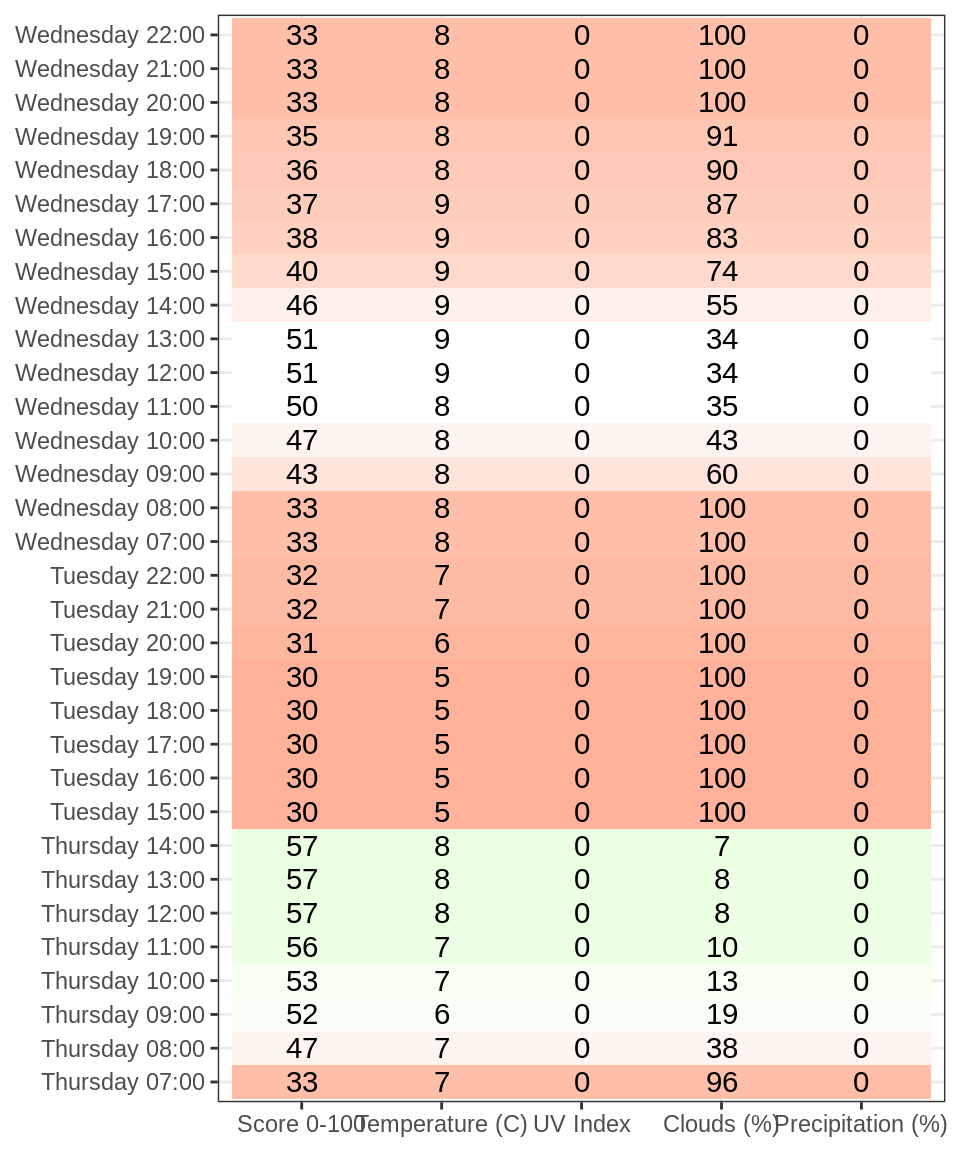 Wednesday 22:00 33 8 0 100 0
Wednesday 21:00 33 8 0 100 0
Wednesday 20:00 33 8 0 100 0
Wednesday 19:00 35 8 0 91 0
Wednesday 18:00 36 8 0 90 0
Wednesday 17:00 37 9 0 87 0
Wednesday 16:00 38 9 0 83 0
Wednesday 15:00 40 9 0 74 0
Wednesday 14:00 46 9 0 55 0
Wednesday 13:00 51 9 0 34 0
Wednesday 12:00 51 9 0 34 0
Wednesday 11:00 50 8 0 35 0
Wednesday 10:00 47 8 0 43 0
Wednesday 09:00 43 8 0 60 0
Wednesday 08:00 33 8 0 100 0
Wednesday 07:00 33 8 0 100 0
Tuesday 22:00 32 7 0 100 0
Tuesday 21:00 32 7 0 100 0
Tuesday 20:00 31 6 0 100 0
Tuesday 19:00 30 5 0 100 0
Tuesday 18:00 30 5 0 100 0
Tuesday 17:00 30 5 0 100 0
Tuesday 16:00 30 5 0 100 0
Tuesday 15:00 30 5 0 100 0
Thursday 14:00 57 8 0 7 0
Thursday 13:00 57 8 0 8 0
Thursday 12:00 57 8 0 8 0
Thursday 11:00 56 7 0 10 0
Thursday 10:00 53 7 0 13 0
Thursday 09:00 52 6 0 19 0
Thursday 08:00 47 7 0 38 0
Thursday 07:00 33 7 0 96 0
Score 0-100 Temperature (C) UV Index Clouds (%) Precipitation (%)